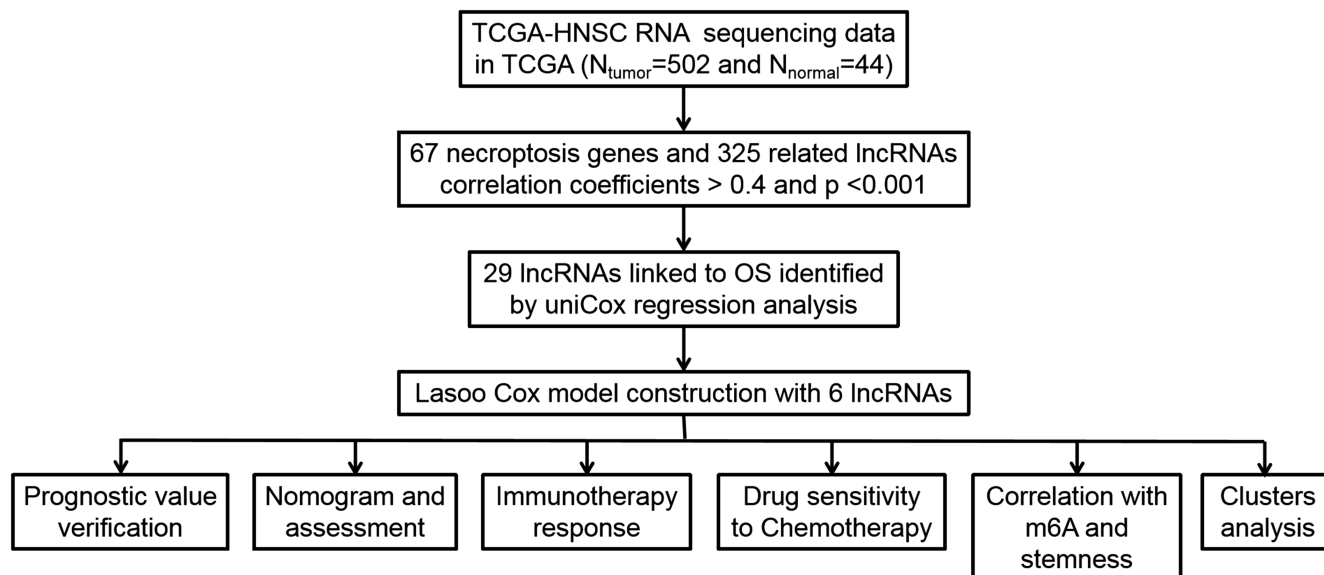 TCGA-HNSC RNA sequencing data
in TCGA (Ntumor=502 and Nnormal=44)
67 necroptosis genes and 325 related lncRNAs
correlation coefficients > 0.4 and p <0.001
29 lncRNAs linked to OS identified
by uniCox regression analysis
Lasoo Cox model construction with 6 lncRNAs
Prognostic value
verification
Nomogram and
assessment
Immunotherapy
response
Drug sensitivity
to Chemotherapy
Correlation with
m6A and
stemness
Clusters
analysis